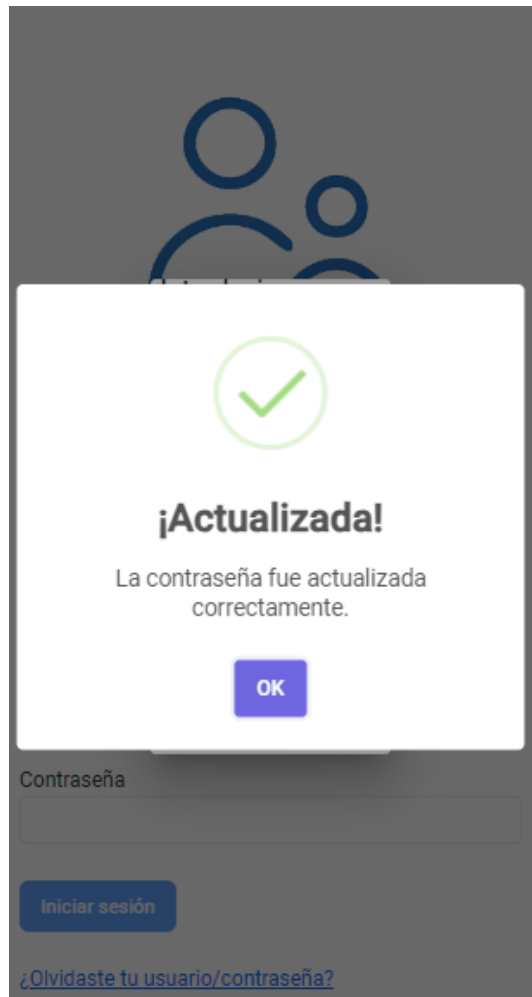 ¡Actualizada!
La contraseña fue actualizada
correctamente.
OK
Contraseña
Iniciar sesión
¿Olvidaste tu usuario/contraseña?